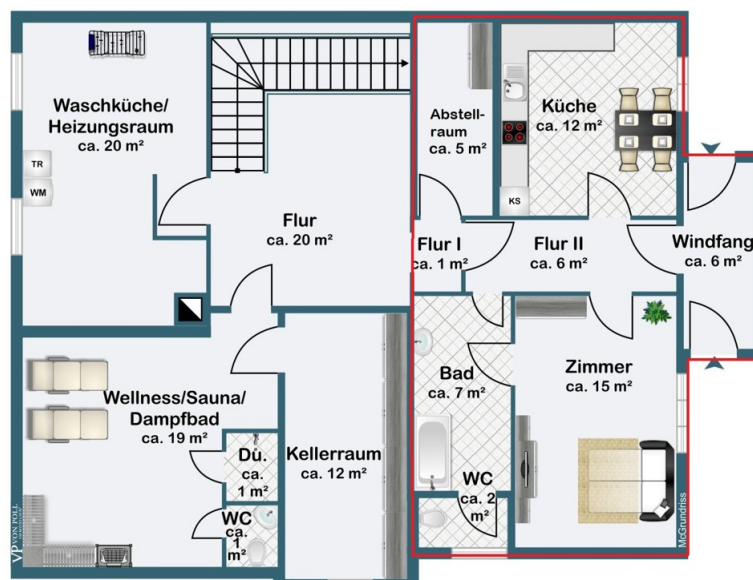 Waschküche/
Heizungsraum
ca. 20 m²
TR
WM
Flur
ca. 20 m²
Abstell-
raum
ca. 5 m²
Küche
ca. 12 m²
KS
Flur I
ca. 1 m²
Flur II
ca. 6 m²
Windfang
ca. 6 m²
Wellness/Sauna/
Dampfbad
ca. 19 m²
Dü.
ca.
1 m²
WC
ca.
1
m²
Kellerraum
ca. 12 m²
Bad
ca. 7 m²
WC
ca. 2
m²
Zimmer
ca. 15 m²
VP VON POLL
McGrundriss